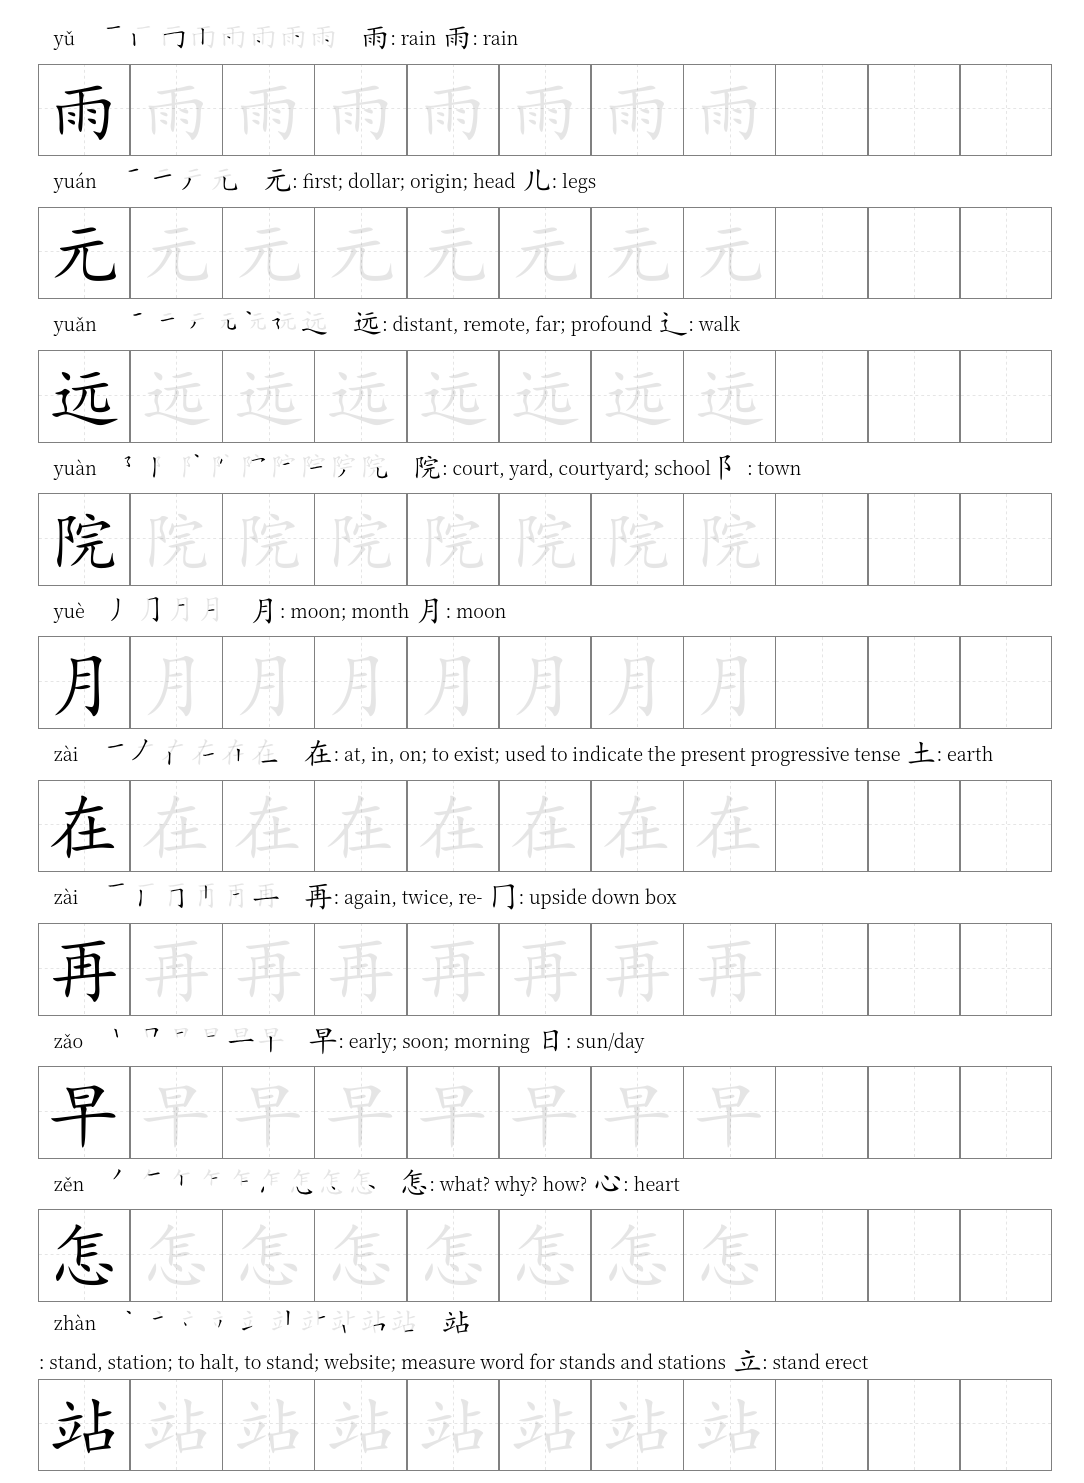 yǔ 雨: rain 雨: rain
雨 雨 雨 雨 雨 雨 雨 雨
yuán 元: first; dollar; origin; head 儿: legs
元 元 元 元 元 元 元 元
yuǎn 远: distant, remote, far; profound 辶: walk
远 远 远 远 远 远 远 远
yuàn 院: court, yard, courtyard; school 阝: town
院 院 院 院 院 院 院 院
yuè 月: moon; month 月: moon
月 月 月 月 月 月 月 月
zài 在: at, in, on; to exist; used to indicate the present progressive tense 土: earth
在 在 在 在 在 在 在 在
zài 再: again, twice, re- 冂: upside down box
再 再 再 再 再 再 再 再
zǎo 早: early; soon; morning 日: sun/day
早 早 早 早 早 早 早 早
zěn 怎: what? why? how? 心: heart
怎 怎 怎 怎 怎 怎 怎 怎
zhàn 站
: stand, station; to halt, to stand; website; measure word for stands and stations 立: stand erect
站 站 站 站 站 站 站 站